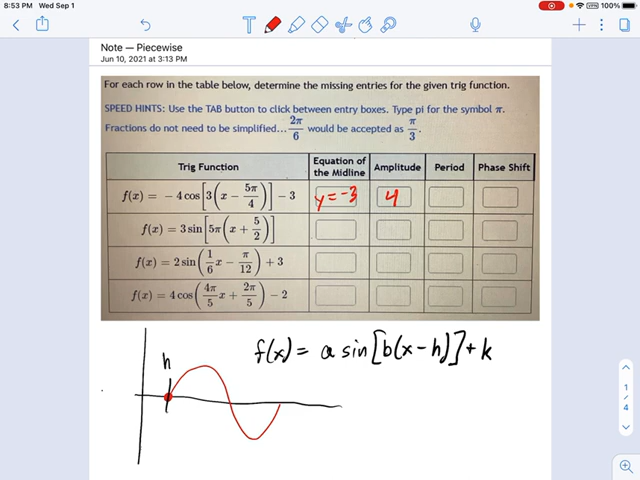 8:53 PM Wed Sep 1
100%
T
Note — Piecewise
Jun 10, 2021 at 3:13 PM
For each row in the table below, determine the missing entries for the given trig function.
SPEED HINTS: Use the TAB button to click between entry boxes. Type pi for the symbol π.
Fractions do not need to be simplified...2π/6 would be accepted as π/3.
Trig Function Equation of the Midline Amplitude Period Phase Shift
f(x) = − 4 cos[3(x − 5π/4)] − 3 y = -3 4
f(x) = 3 sin[5π(x + 5/2)]
f(x) = 2 sin(1/6 x − π/12) + 3
f(x) = 4 cos(4π/5 x + 2π/5) − 2
h
f(x) = a sin[b(x-h)]+k
1
/
4